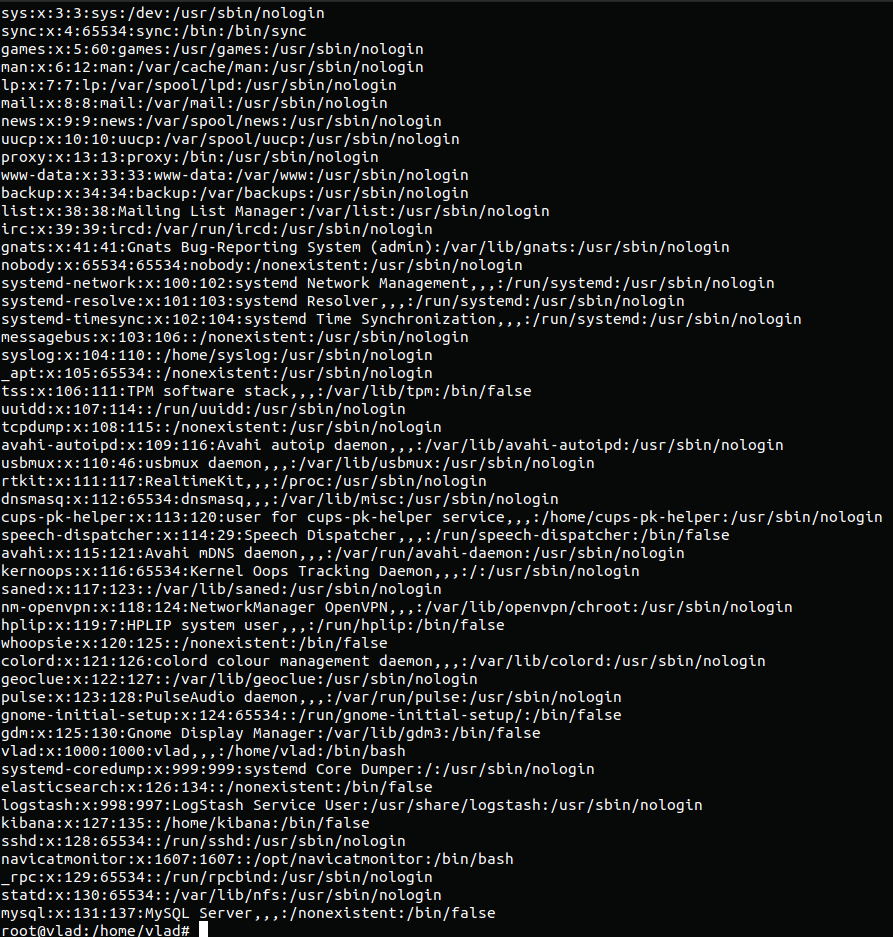 sys:x:3:3:sys:/dev:/usr/sbin/nologin
sync:x:4:65534:sync:/bin:/bin/sync
games:x:5:60:games:/usr/games:/usr/sbin/nologin
man:x:6:12:man:/var/cache/man:/usr/sbin/nologin
lp:x:7:7:lp:/var/spool/lpd:/usr/sbin/nologin
mail:x:8:8:mail:/var/mail:/usr/sbin/nologin
news:x:9:9:news:/var/spool/news:/usr/sbin/nologin
uucp:x:10:10:uucp:/var/spool/uucp:/usr/sbin/nologin
proxy:x:13:13:proxy:/bin:/usr/sbin/nologin
www-data:x:33:33:www-data:/var/www:/usr/sbin/nologin
backup:x:34:34:backup:/var/backups:/usr/sbin/nologin
list:x:38:38:Mailing List Manager:/var/list:/usr/sbin/nologin
irc:x:39:39:ircd:/var/run/ircd:/usr/sbin/nologin
gnats:x:41:41:Gnats Bug-Reporting System (admin):/var/lib/gnats:/usr/sbin/nologin
nobody:x:65534:65534:nobody:/nonexistent:/usr/sbin/nologin
systemd-network:x:100:102:systemd Network Management,,,:/run/systemd:/usr/sbin/nologin
systemd-resolve:x:101:103:systemd Resolver,,,:/run/systemd:/usr/sbin/nologin
systemd-timesync:x:102:104:systemd Time Synchronization,,,:/run/systemd:/usr/sbin/nologin
messagebus:x:103:106::/nonexistent:/usr/sbin/nologin
syslog:x:104:110::/home/syslog:/usr/sbin/nologin
_apt:x:105:65534::/nonexistent:/usr/sbin/nologin
tss:x:106:111:TPM software stack,,,:/var/lib/tpm:/bin/false
uuidd:x:107:114::/run/uuidd:/usr/sbin/nologin
tcpdump:x:108:115::/nonexistent:/usr/sbin/nologin
avahi-autoipd:x:109:116:Avahi autoip daemon,,,:/var/lib/avahi-autoipd:/usr/sbin/nologin
usbmux:x:110:46:usbmux daemon,,,:/var/lib/usbmux:/usr/sbin/nologin
rtkit:x:111:117:RealtimeKit,,,:/proc:/usr/sbin/nologin
dnsmasq:x:112:65534:dnsmasq,,,:/var/lib/misc:/usr/sbin/nologin
cups-pk-helper:x:113:120:user for cups-pk-helper service,,,:/home/cups-pk-helper:/usr/sbin/nologin
speech-dispatcher:x:114:29:Speech Dispatcher,,,:/run/speech-dispatcher:/bin/false
avahi:x:115:121:Avahi mDNS daemon,,,:/var/run/avahi-daemon:/usr/sbin/nologin
kernoops:x:116:65534:Kernel Oops Tracking Daemon,,,:/:/usr/sbin/nologin
saned:x:117:123::/var/lib/saned:/usr/sbin/nologin
nm-openvpn:x:118:124:NetworkManager OpenVPN,,,:/var/lib/openvpn/chroot:/usr/sbin/nologin
hplip:x:119:7:HPLIP system user,,,:/run/hplip:/bin/false
whoopsie:x:120:125::/nonexistent:/bin/false
colord:x:121:126:colord colour management daemon,,,:/var/lib/colord:/usr/sbin/nologin
geoclue:x:122:127::/var/lib/geoclue:/usr/sbin/nologin
pulse:x:123:128:PulseAudio daemon,,,:/var/run/pulse:/usr/sbin/nologin
gnome-initial-setup:x:124:65534::/run/gnome-initial-setup/:/bin/false
gdm:x:125:130:Gnome Display Manager:/var/lib/gdm3:/bin/false
vlad:x:1000:1000:vlad,,,:/home/vlad:/bin/bash
systemd-coredump:x:999:999:systemd Core Dumper:/:/usr/sbin/nologin
elasticsearch:x:126:134::/nonexistent:/bin/false
logstash:x:998:997:LogStash Service User:/usr/share/logstash:/usr/sbin/nologin
kibana:x:127:135::/home/kibana:/bin/false
sshd:x:128:65534::/run/sshd:/usr/sbin/nologin
navicatmonitor:x:1607:1607::/opt/navicatmonitor:/bin/bash
_rpc:x:129:65534::/run/rpcbind:/usr/sbin/nologin
statd:x:130:65534::/var/lib/nfs:/usr/sbin/nologin
mysql:x:131:137:MySQL Server,,,:/nonexistent:/bin/false
root@vlad:/home/vlad#